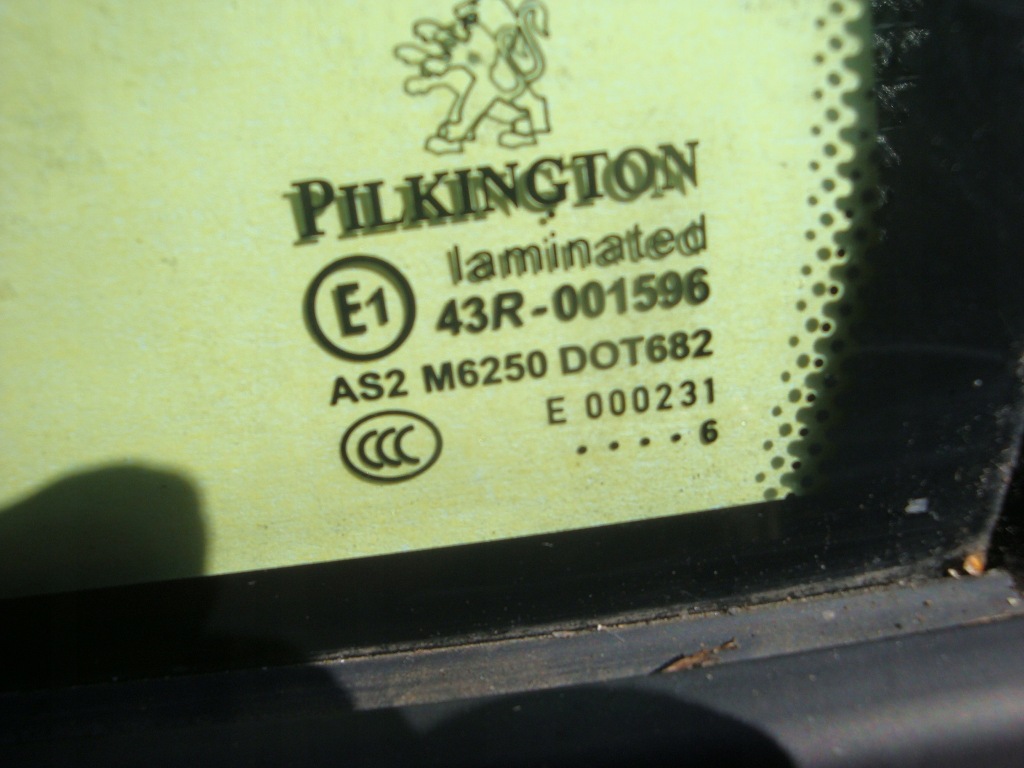 PILKINGTON
laminated
E1 43R-001596
AS2 M6250 DOT682
CCC E 000231
. . . . 6